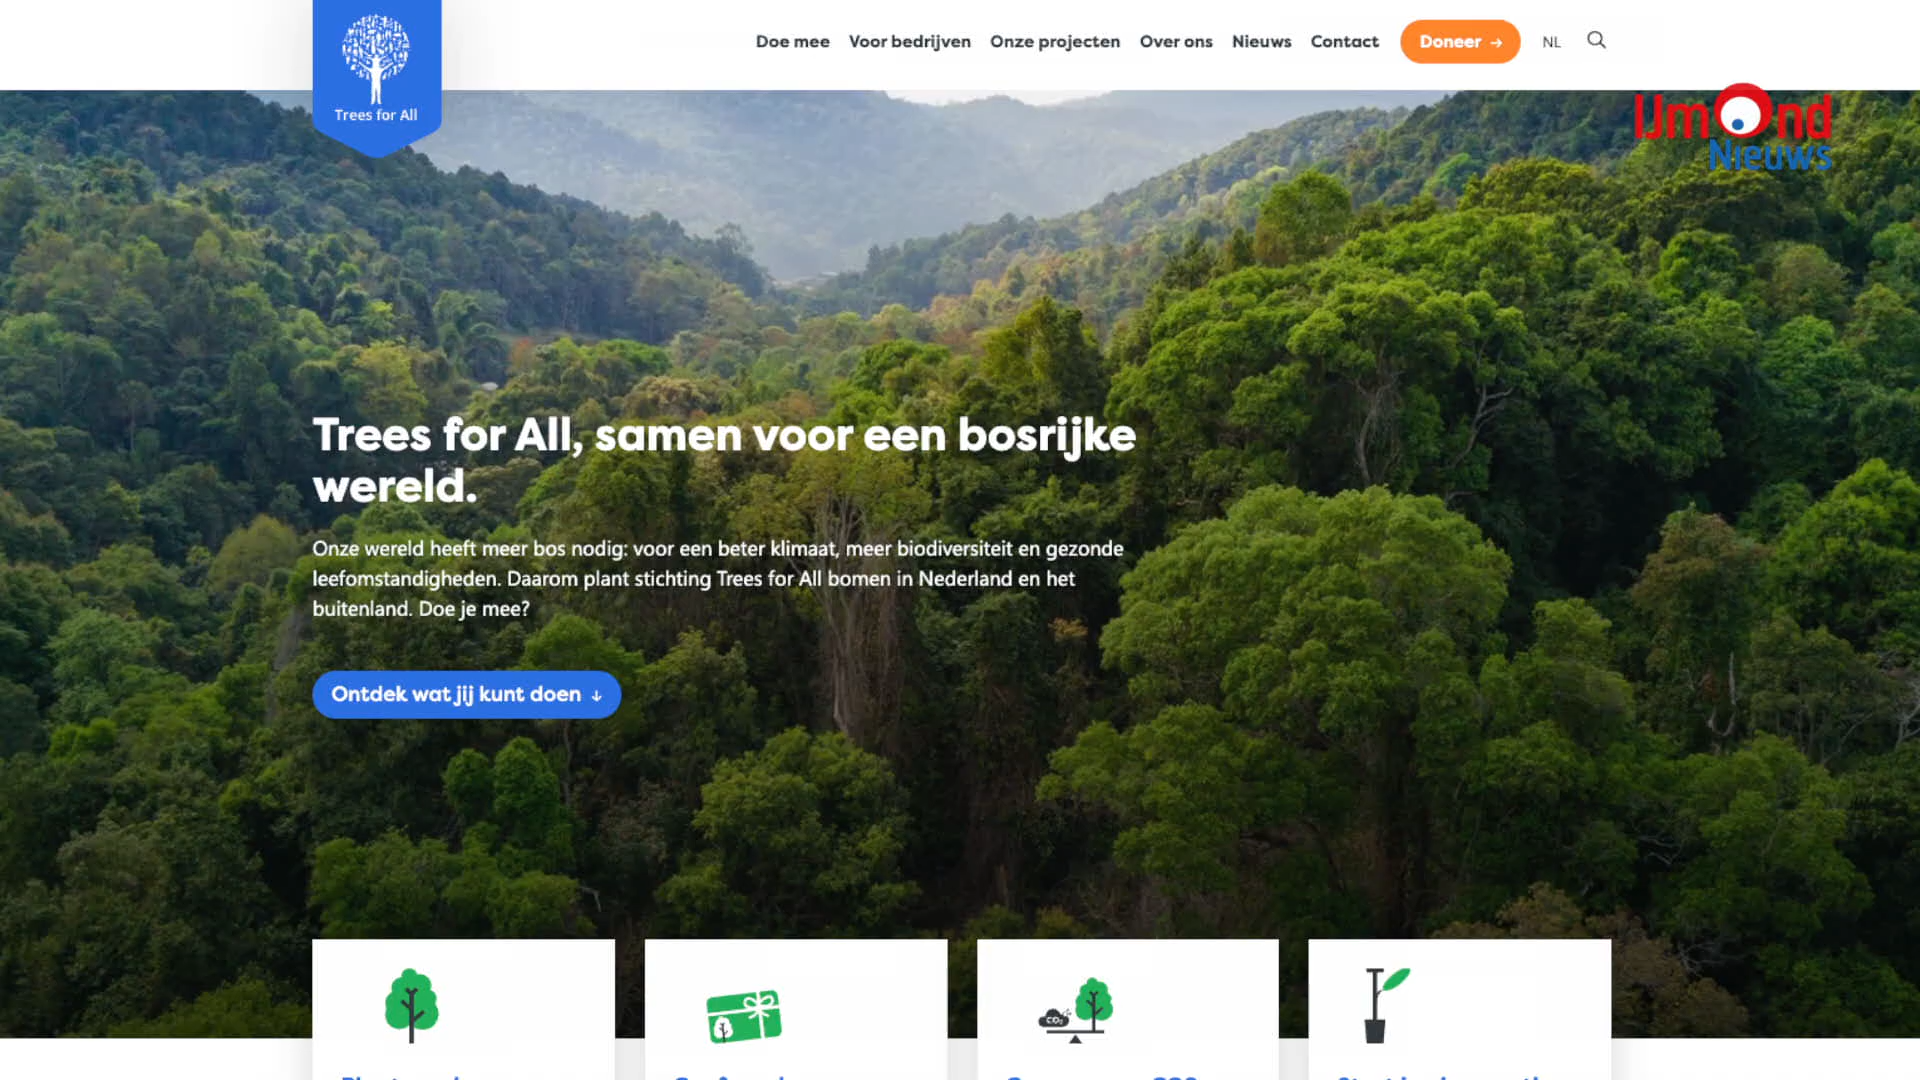 Doe mee Voor bedrijven Onze projecten Over ons Nieuws Contact Doneer → NL
Trees for All
IJmOnd
Nieuws
Trees for All, samen voor een bosrijke
wereld.
Onze wereld heeft meer bos nodig: voor een beter klimaat, meer biodiversiteit en gezonde
leefomstandigheden. Daarom plant stichting Trees for All bomen in Nederland en het
buitenland. Doe je mee?
Ontdek wat jij kunt doen ↓
CO₂